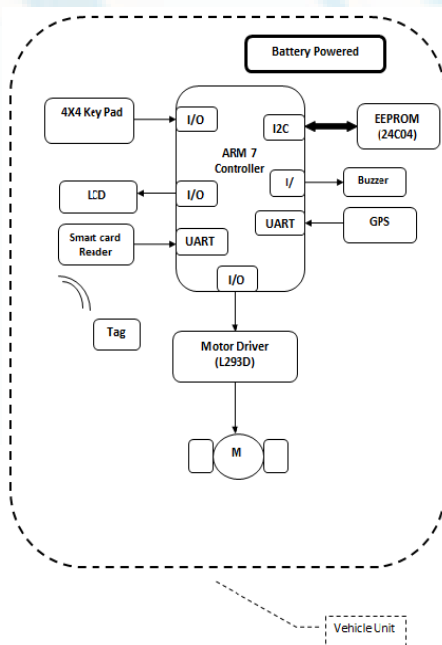 Battery Powered
4X4 Key Pad
I/O
I2C
EEPROM
(24C04)
ARM 7
Controller
LCD
I/O
I/
Buzzer
Smart card
Reader
UART
UART
GPS
I/O
Tag
Motor Driver
(L293D)
M
Vehicle Unit